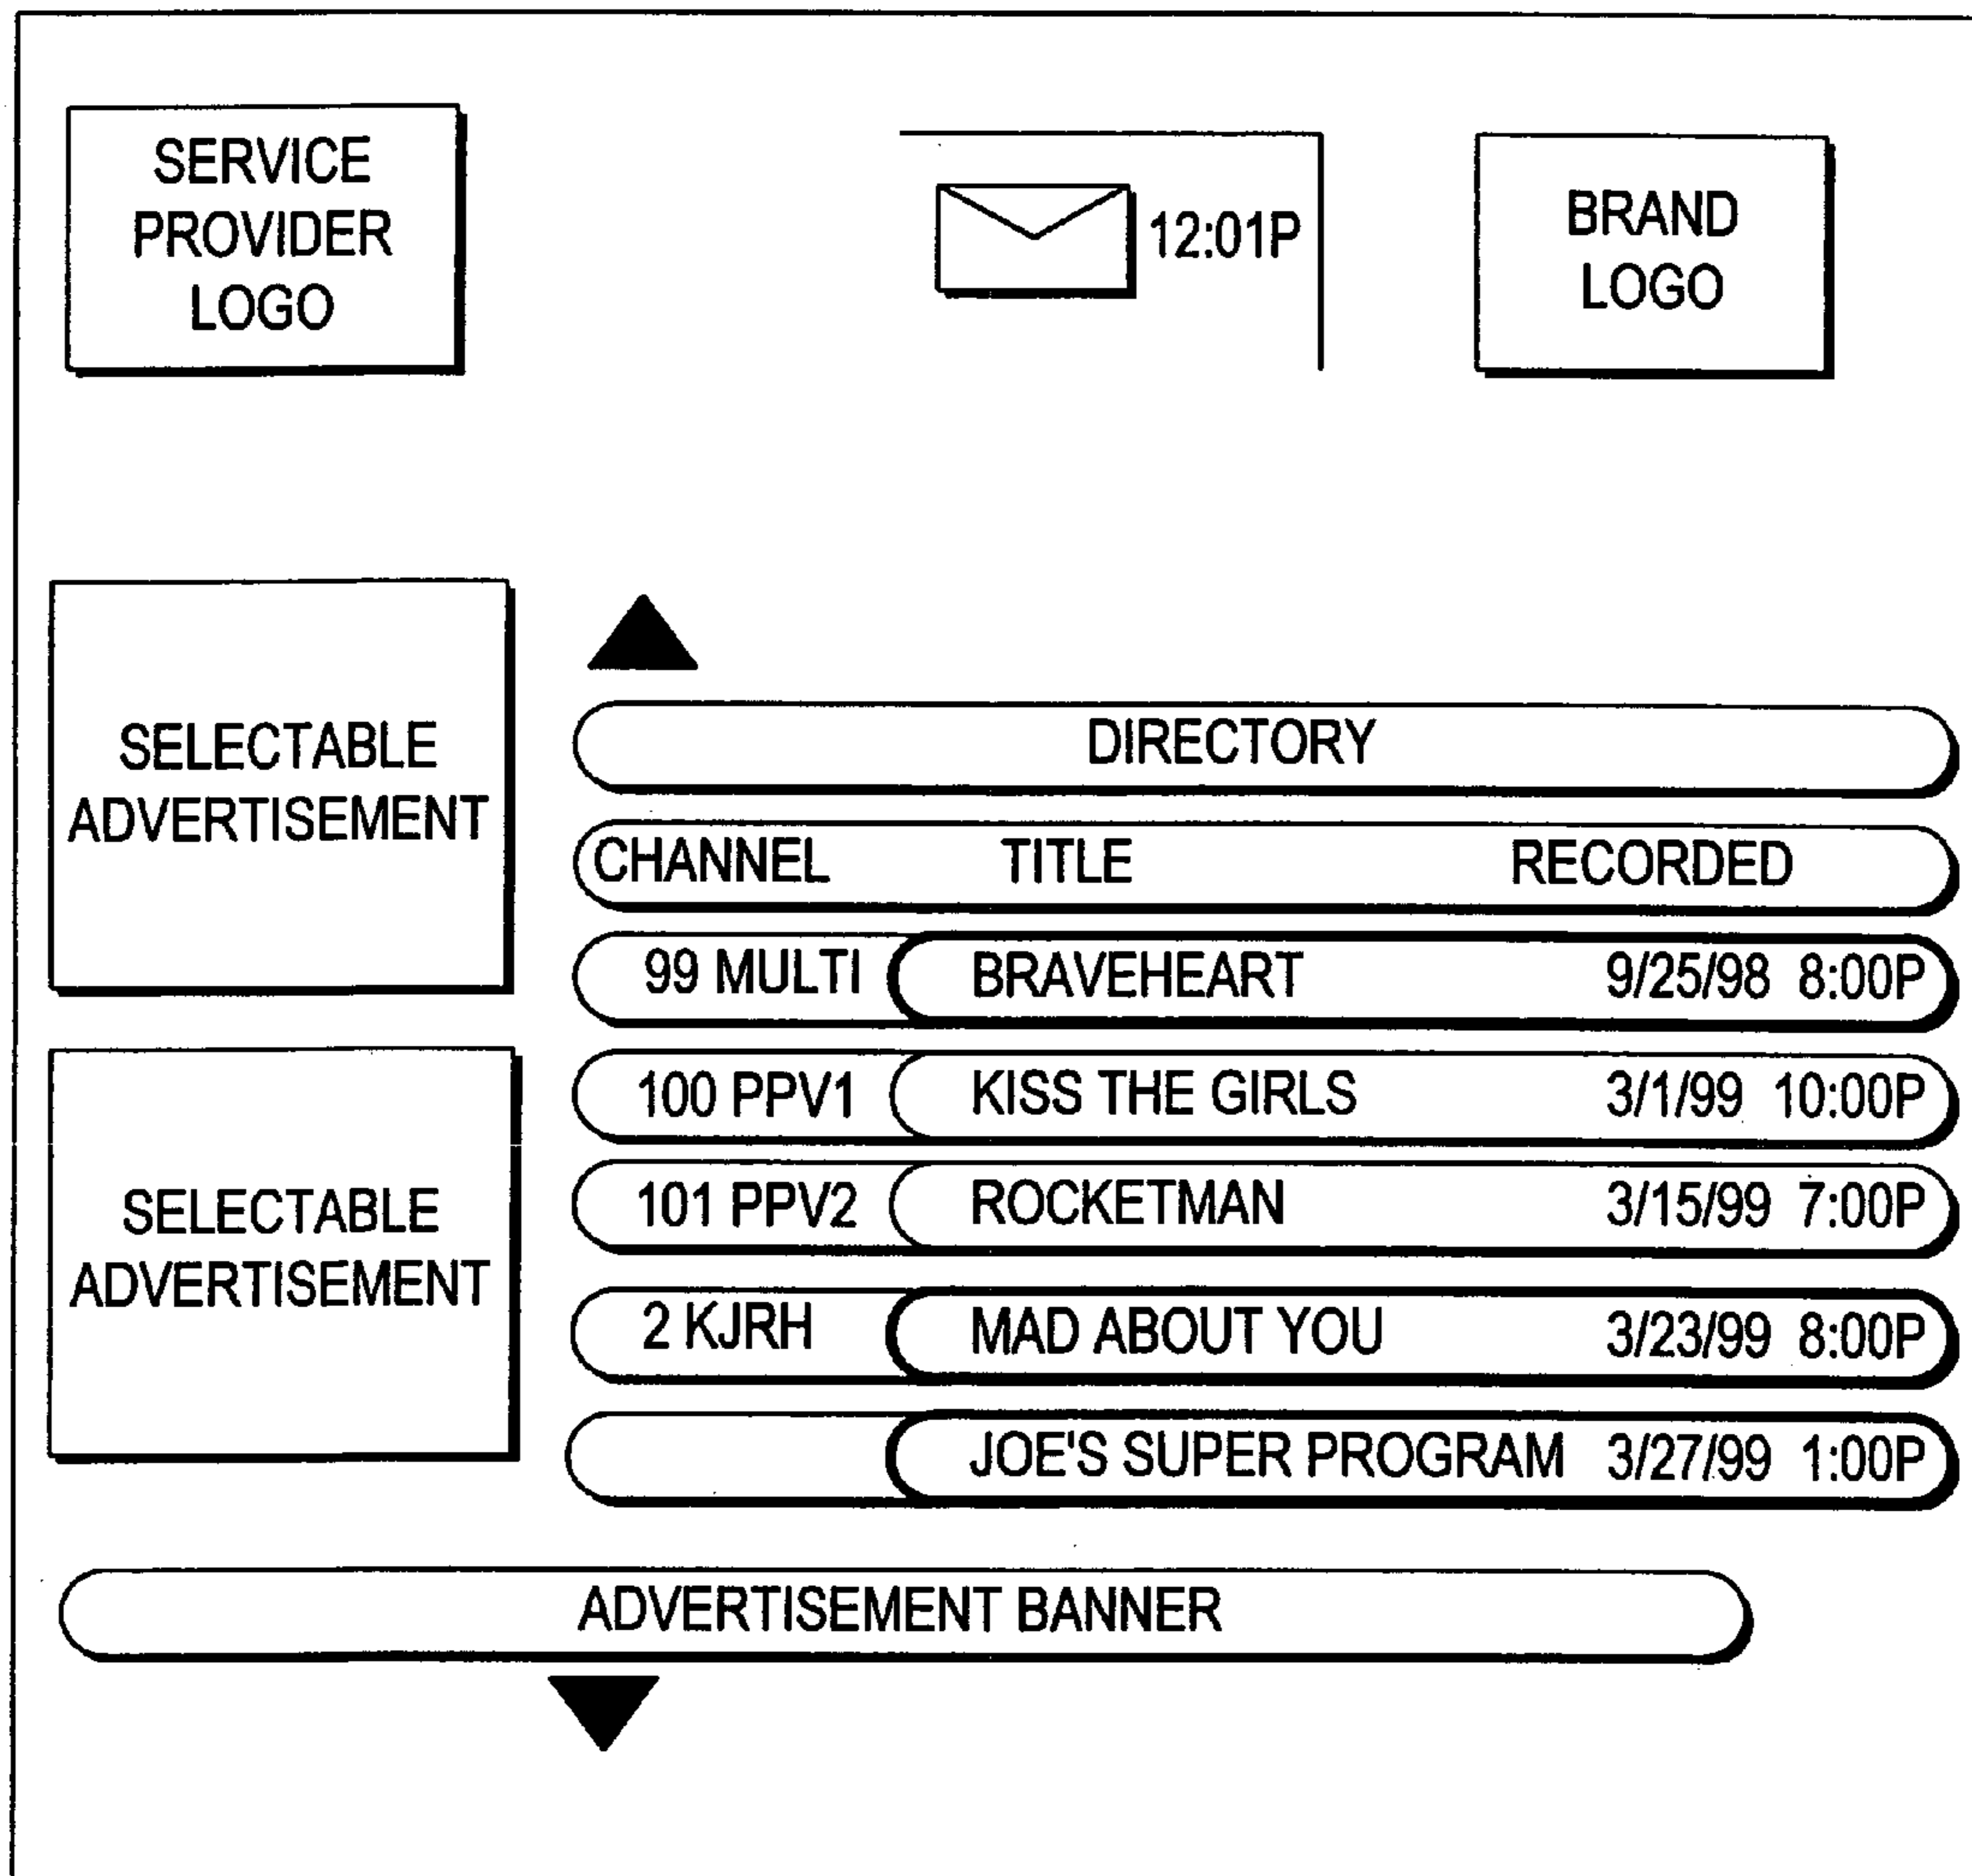 SERVICE
PROVIDER
LOGO
12:01P
BRAND
LOGO
SELECTABLE
ADVERTISEMENT
SELECTABLE
ADVERTISEMENT
DIRECTORY
CHANNEL TITLE RECORDED
99 MULTI BRAVEHEART 9/25/98 8:00P
100 PPV1 KISS THE GIRLS 3/1/99 10:00P
101 PPV2 ROCKETMAN 3/15/99 7:00P
2 KJRH MAD ABOUT YOU 3/23/99 8:00P
JOE'S SUPER PROGRAM 3/27/99 1:00P
ADVERTISEMENT BANNER